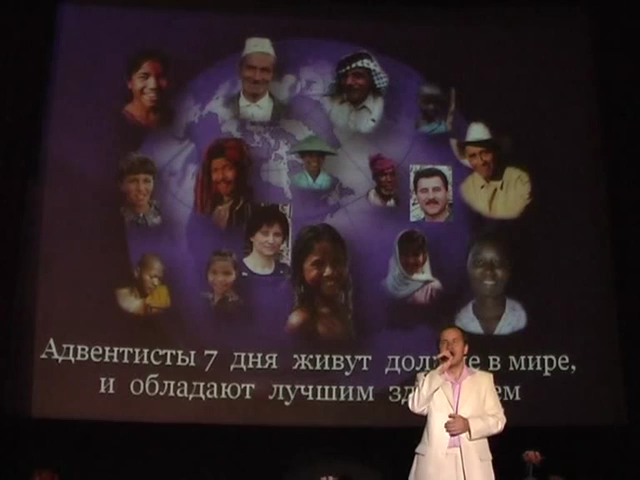 Адвентисты 7 дня живут в мире,
и обладают лучшим